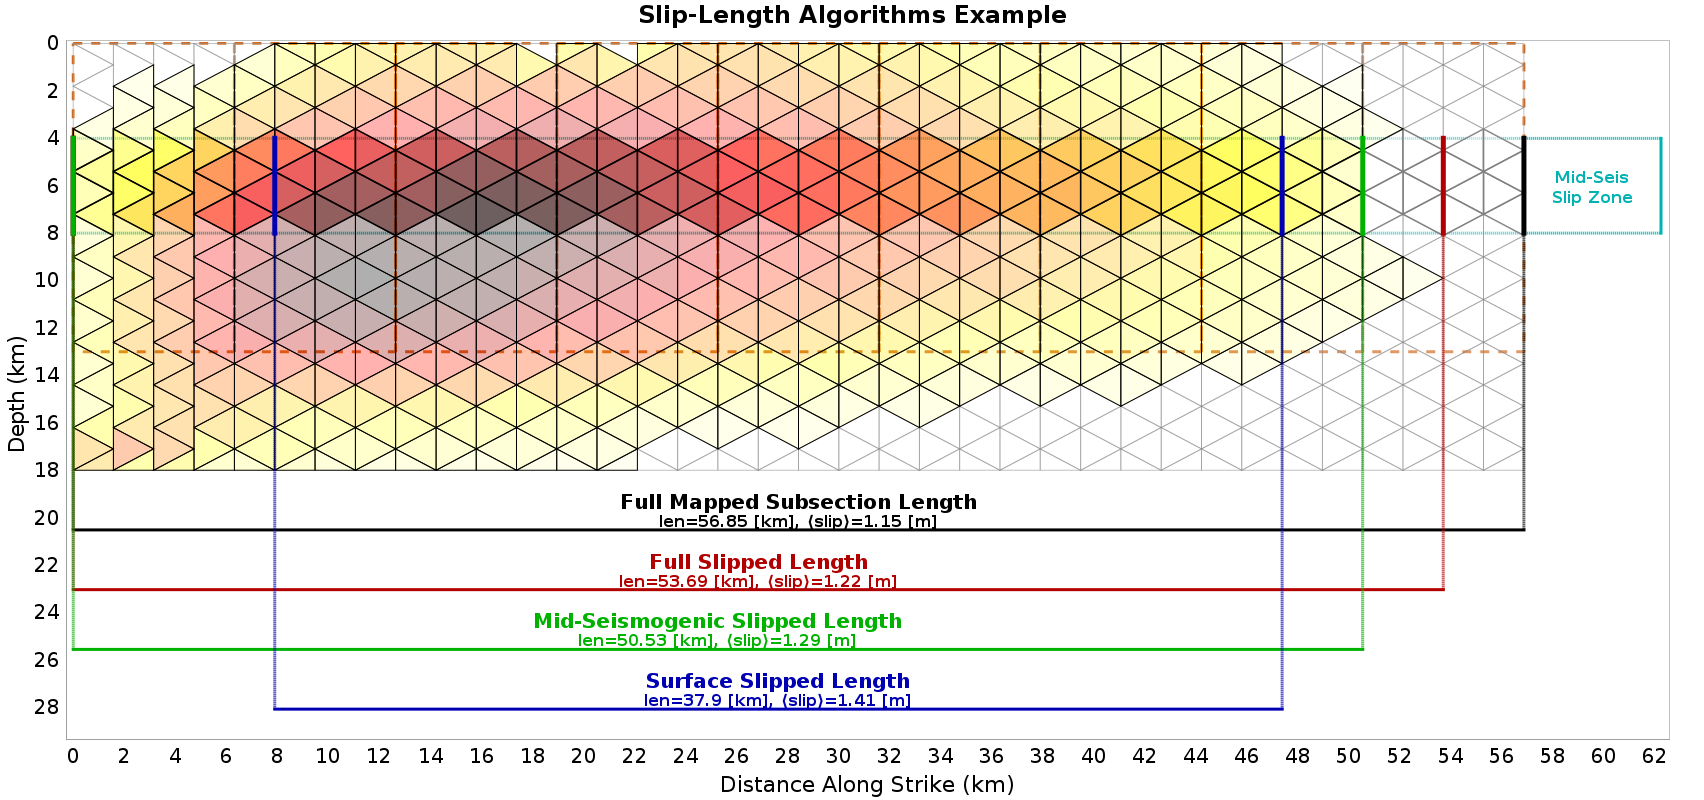 Slip-Length Algorithms Example
0
2
4
6
8
10
12
14
16
18
20
22
24
26
28
Depth (km)
Mid-Seis
Slip Zone
Full Mapped Subsection Length
len=56.85 [km], ⟨slip⟩=1.15 [m]
Full Slipped Length
len=53.69 [km], ⟨slip⟩=1.22 [m]
Mid-Seismogenic Slipped Length
len=50.53 [km], ⟨slip⟩=1.29 [m]
Surface Slipped Length
len=37.9 [km], ⟨slip⟩=1.41 [m]
0 2 4 6 8 10 12 14 16 18 20 22 24 26 28 30 32 34 36 38 40 42 44 46 48 50 52 54 56 58 60 62
Distance Along Strike (km)